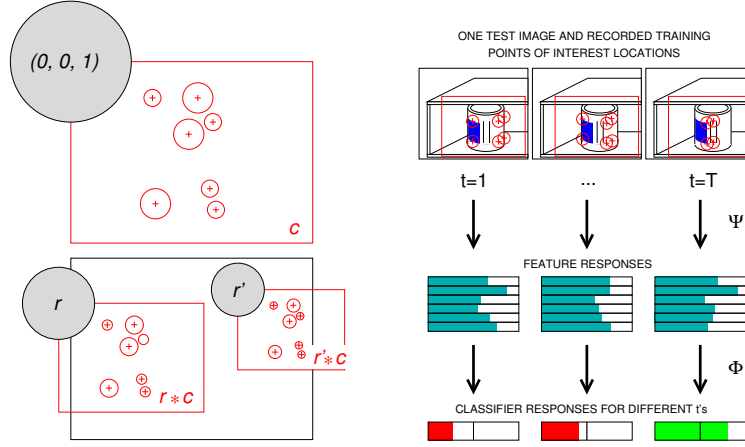 (0, 0, 1)
c
r
r'
r'*c
r*c
ONE TEST IMAGE AND RECORDED TRAINING
POINTS OF INTEREST LOCATIONS
t=1 ... t=T
Ψ
FEATURE RESPONSES
Φ
CLASSIFIER RESPONSES FOR DIFFERENT t's